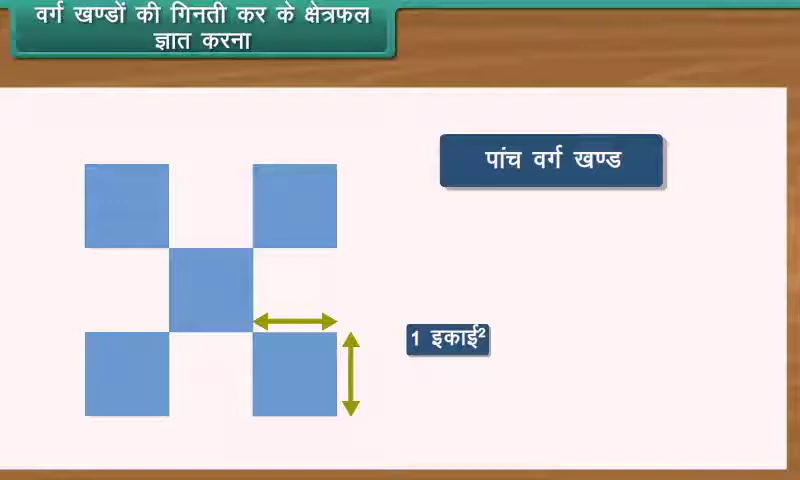 वर्ग खण्डों की गिनती कर के क्षेत्रफल
ज्ञात करना
पांच वर्ग खण्ड
1 इकाई²